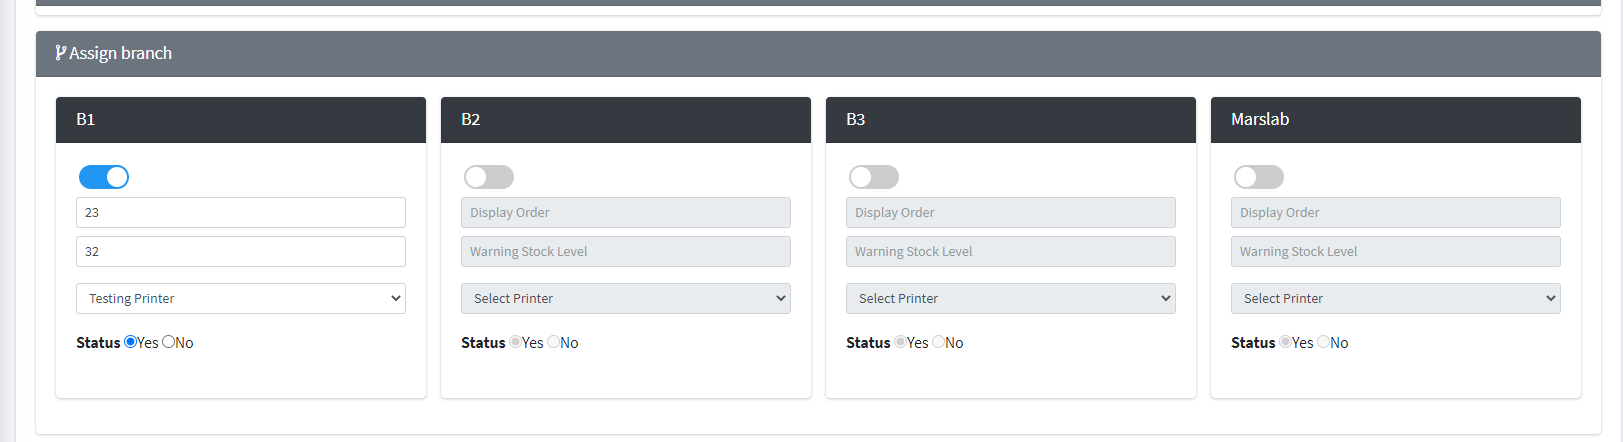 Assign branch
B1
23
32
Testing Printer
Status Yes No
B2
Display Order
Warning Stock Level
Select Printer
Status Yes No
B3
Display Order
Warning Stock Level
Select Printer
Status Yes No
Marslab
Display Order
Warning Stock Level
Select Printer
Status Yes No